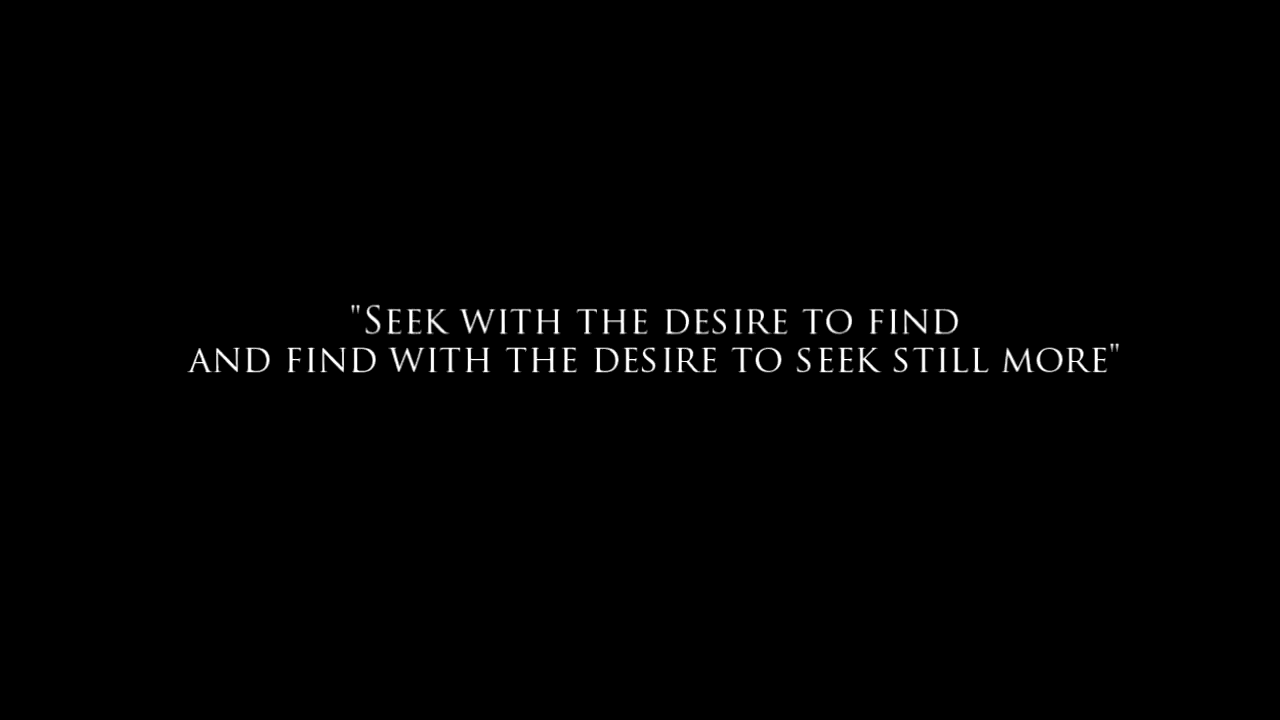 "Seek with the desire to find
and find with the desire to seek still more"